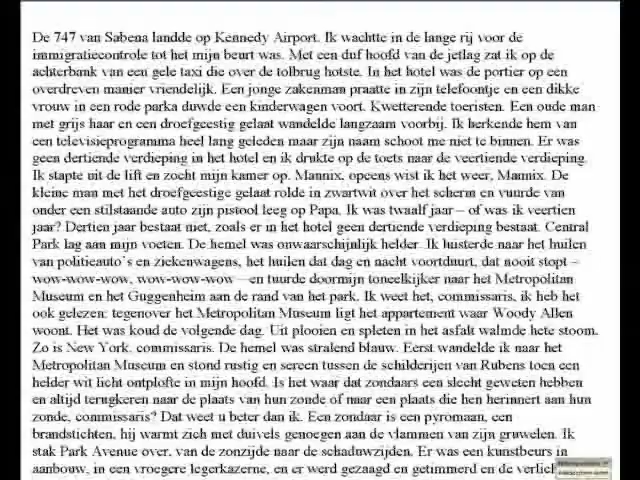 De 747 van Sabena landde op Kennedy Airport. Ik wachtte in de lange rij voor de
immigratiecontrole tot het mijn beurt was. Met een duf hoofd van de jetlag zat ik op de
achterbank van een gele taxi die over de tolbrug hotste. In het hotel was de portier op een
overdreven manier vriendelijk. Een jonge zakenman praatte in zijn telefoontje en een dikke
vrouw in een rode parka duwde een kinderwagen voort. Kwetterende toeristen. Een oude man
met grijs haar en een droefgeestig gelaat wandelde langzaam voorbij. Ik herkende hem van
een televisieprogramma heel lang geleden maar zijn naam schoot me niet te binnen. Er was
geen dertiende verdieping in het hotel en ik drukte op de toets naar de veertiende verdieping.
Ik stapte uit de lift en zocht mijn kamer op. Mannix, opeens wist ik het weer, Mannix. De
kleine man met het droefgeestige gelaat rolde in zwartwit over het scherm en vuurde van
onder een stilstaande auto zijn pistool leeg op Papa. Ik was twaalf jaar – of was ik veertien
jaar? Dertien jaar bestaat niet, zoals er in het hotel geen dertiende verdieping bestaat. Central
Park lag aan mijn voeten. De hemel was onwaarschijnlijk helder. Ik luisterde naar het huilen
van politieauto's en ziekenwagens, het huilen dat dag en nacht voortduurt, dat nooit stopt –
wow-wow-wow, wow-wow-wow – en tuurde doormijn toneelkijker naar het Metropolitan
Museum en het Guggenheim aan de rand van het park. Ik weet het, commissaris, ik heb het
ook gelezen: tegenover het Metropolitan Museum ligt het appartement waar Woody Allen
woont. Het was koud de volgende dag. Uit plooien en spleten in het asfalt walmde hete stoom.
Zo is New York, commissaris. De hemel was stralend blauw. Eerst wandelde ik naar het
Metropolitan Museum en stond rustig en sereen tussen de schilderijen van Rubens toen een
helder wit licht ontplofte in mijn hoofd. Is het waar dat zondaars een slecht geweten hebben
en altijd terugkeren naar de plaats van hun zonde of naar een plaats die hen herinnert aan hun
zonde, commissaris? Dat weet u beter dan ik. Een zondaar is een pyromaan, een
brandstichter, hij warmt zich met duivels genoegen aan de vlammen van zijn gruwelen. Ik
stak Park Avenue over, van de zonzijde naar de schaduwzijden. Er was een kunstbeurs in
aanbouw, in een vroegere legerkazerne, en er werd gezaagd en getimmerd en de verlich